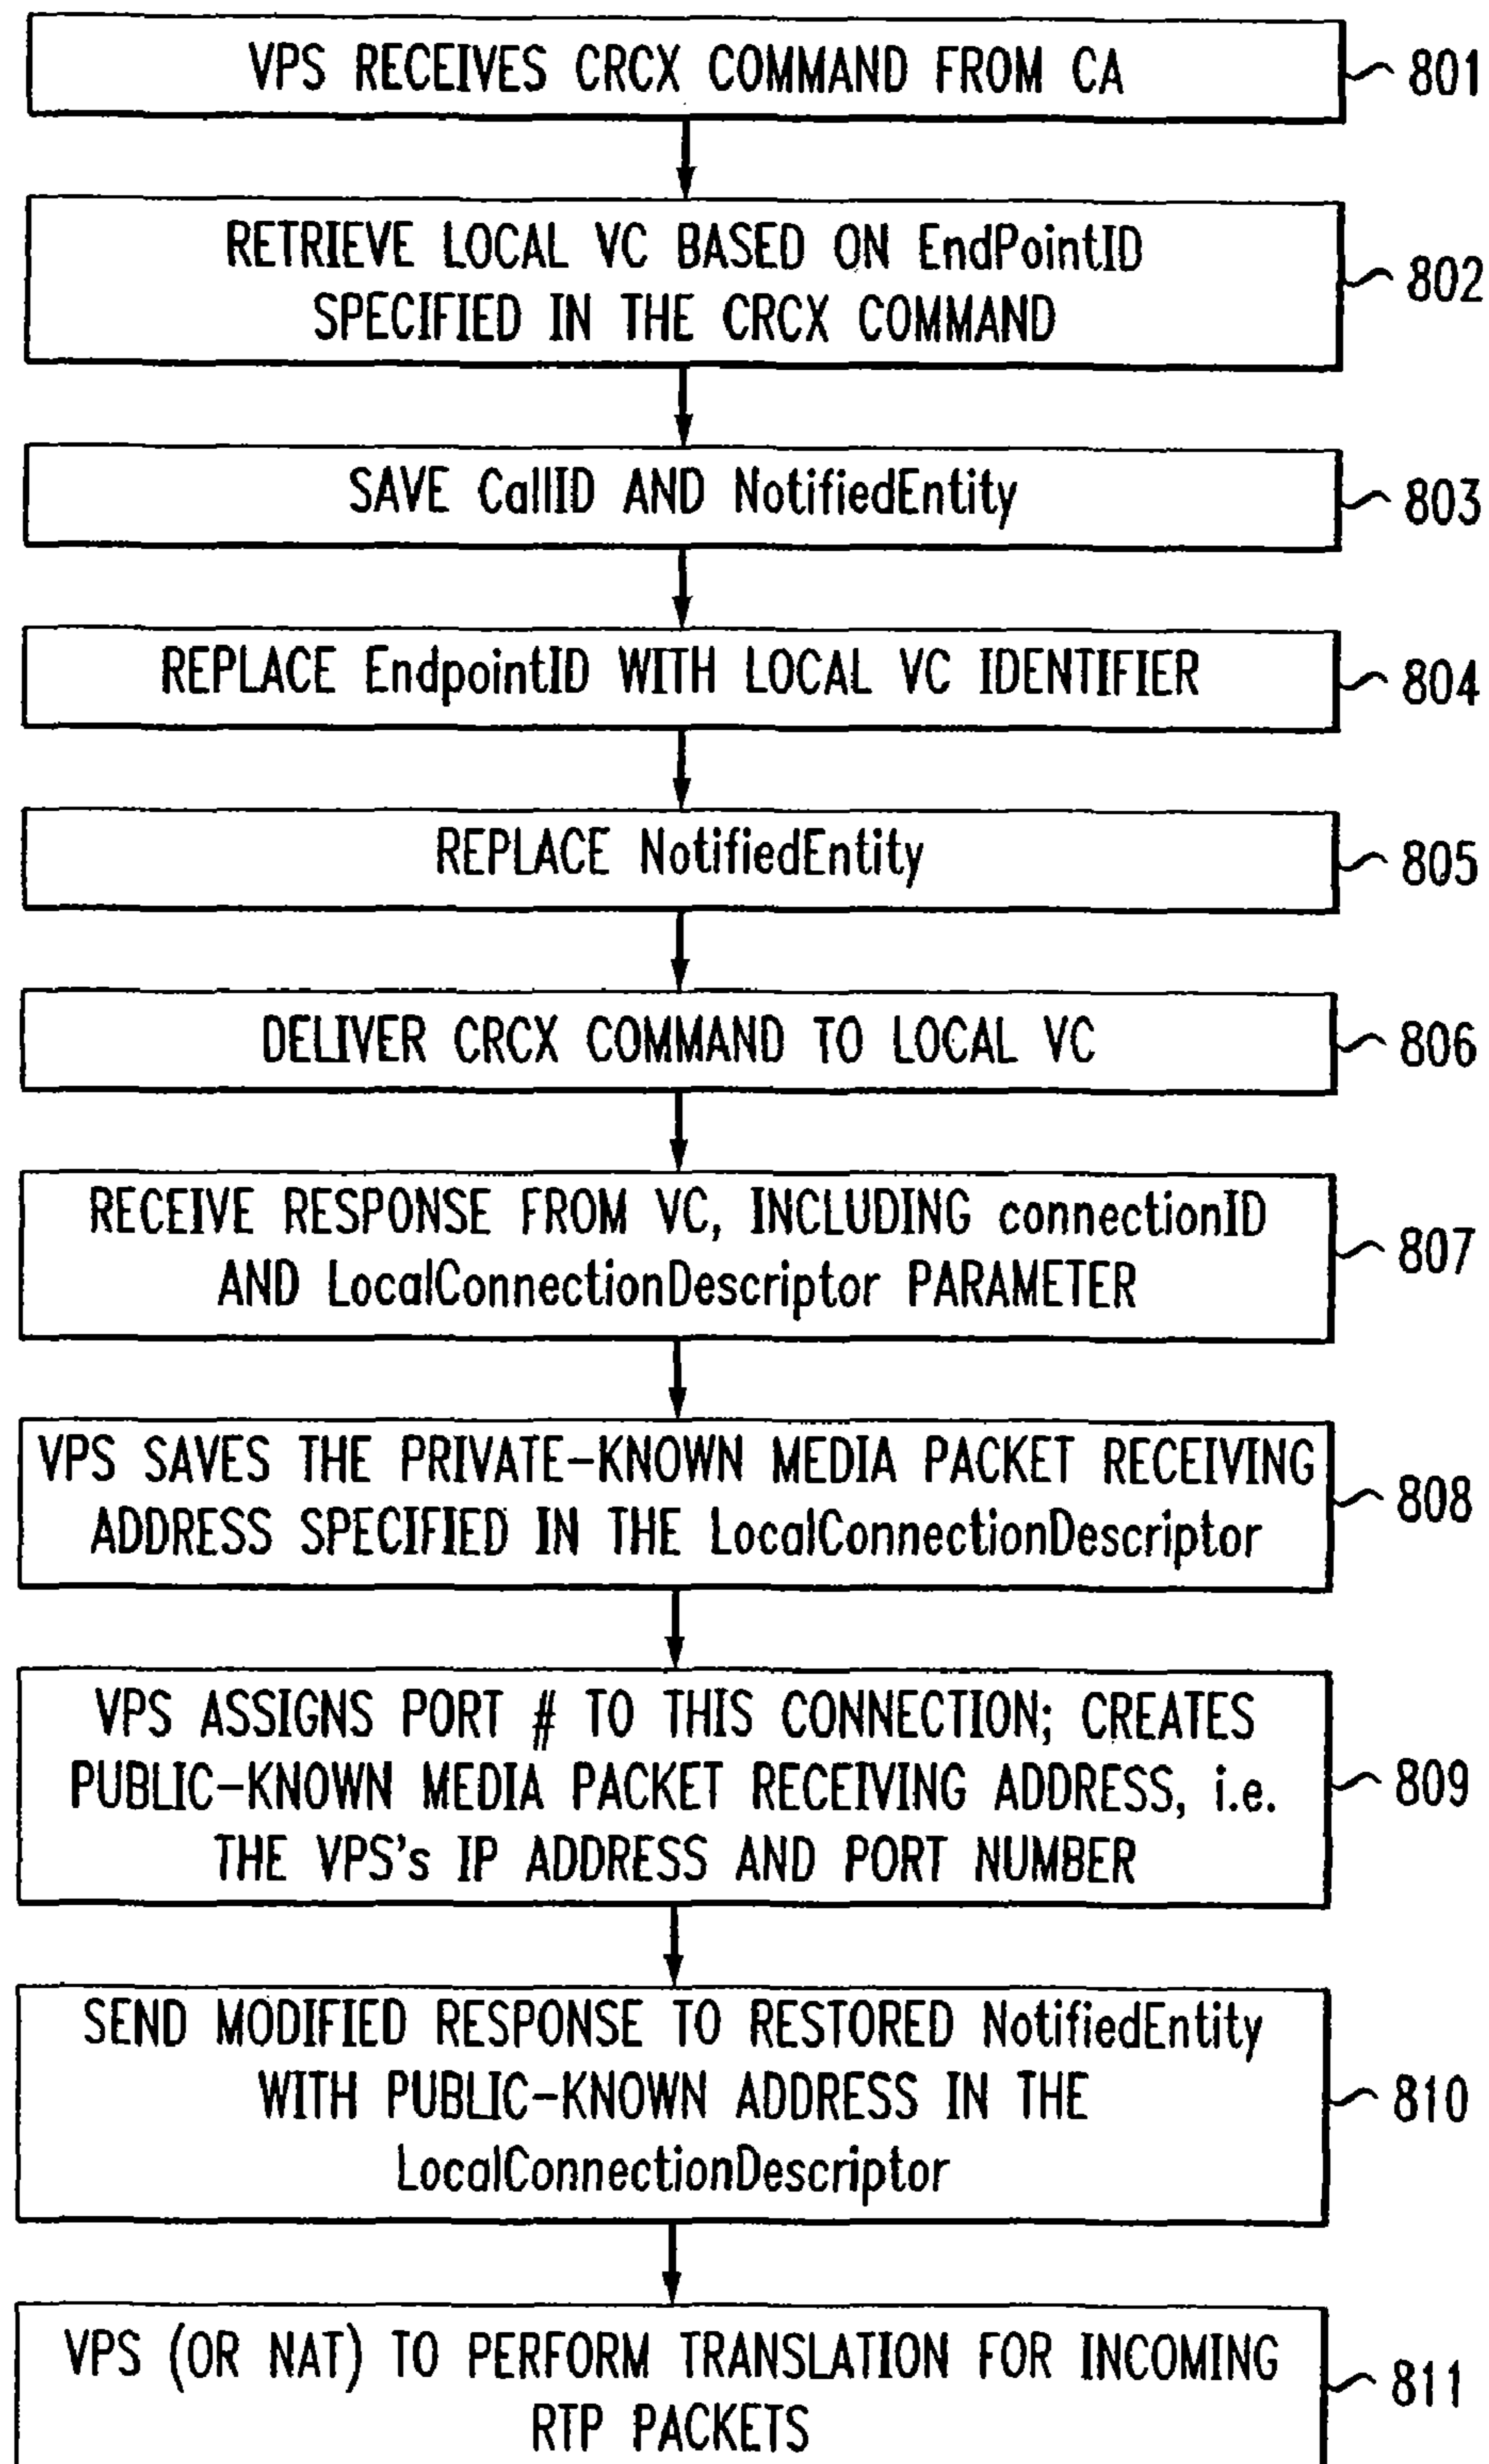 VPS RECEIVES CRCX COMMAND FROM CA
801
RETRIEVE LOCAL VC BASED ON EndPointID
SPECIFIED IN THE CRCX COMMAND
802
SAVE CallID AND NotifiedEntity
803
REPLACE EndpointID WITH LOCAL VC IDENTIFIER
804
REPLACE NotifiedEntity
805
DELIVER CRCX COMMAND TO LOCAL VC
806
RECEIVE RESPONSE FROM VC, INCLUDING connectionID
AND LocalConnectionDescriptor PARAMETER
807
VPS SAVES THE PRIVATE-KNOWN MEDIA PACKET RECEIVING
ADDRESS SPECIFIED IN THE LocalConnectionDescriptor
808
VPS ASSIGNS PORT # TO THIS CONNECTION; CREATES
PUBLIC-KNOWN MEDIA PACKET RECEIVING ADDRESS, i.e.
THE VPS's IP ADDRESS AND PORT NUMBER
809
SEND MODIFIED RESPONSE TO RESTORED NotifiedEntity
WITH PUBLIC-KNOWN ADDRESS IN THE
LocalConnectionDescriptor
810
VPS (OR NAT) TO PERFORM TRANSLATION FOR INCOMING
RTP PACKETS
811